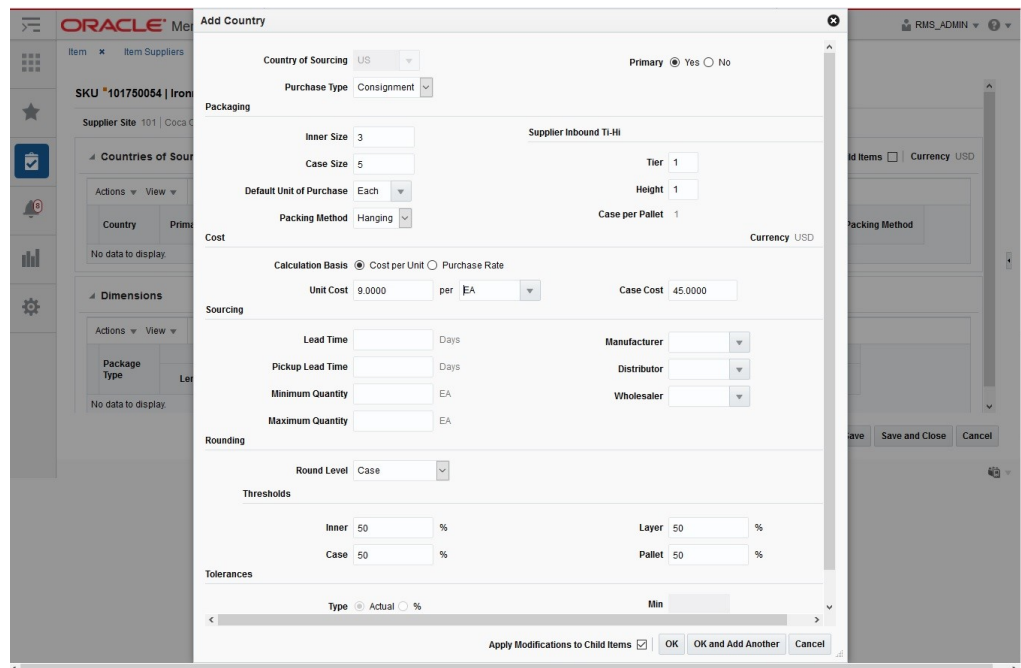 ORACLE Mer
RMS_ADMIN
Item Item Suppliers
SKU 101750054 | Iron
Supplier Site 101 | Coca C
Countries of Sour
ld Items Currency USD
Actions View
Country Prima
Packing Method
No data to display.
Dimensions
Actions View
Package
Type
Len
No data to display.
ave Save and Close Cancel
8
Add Country
Country of Sourcing US
Primary Yes No
Purchase Type Consignment
Packaging
Inner Size 3
Supplier Inbound Ti-Hi
Case Size 5
Tier 1
Default Unit of Purchase Each
Height 1
Packing Method Hanging
Case per Pallet 1
Cost
Currency USD
Calculation Basis Cost per Unit Purchase Rate
Unit Cost 9.0000 per EA
Case Cost 45.0000
Sourcing
Lead Time Days
Manufacturer
Pickup Lead Time Days
Distributor
Minimum Quantity EA
Wholesaler
Maximum Quantity EA
Rounding
Round Level Case
Thresholds
Inner 50 %
Layer 50 %
Case 50 %
Pallet 50 %
Tolerances
Type Actual %
Min
Apply Modifications to Child Items OK OK and Add Another Cancel